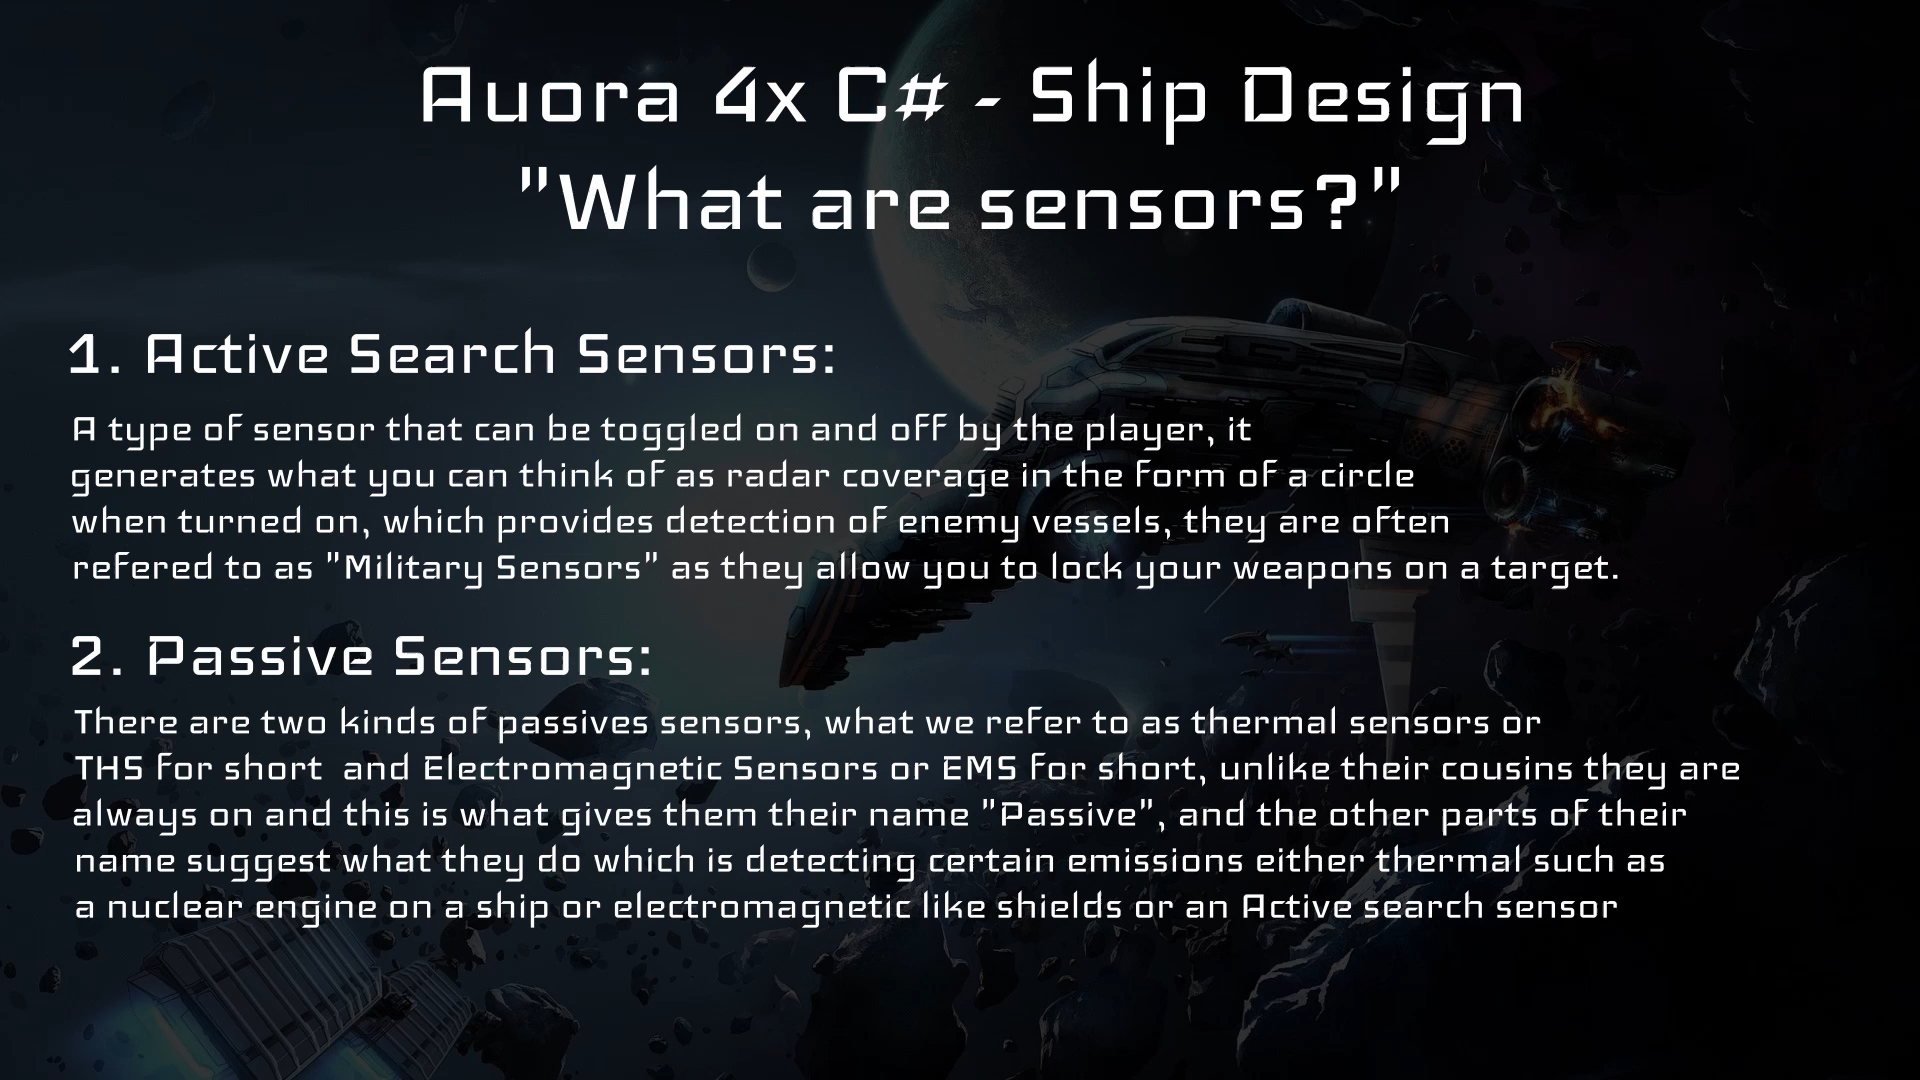 Auora 4x C# - Ship Design
"What are sensors?"
1. Active Search Sensors:
A type of sensor that can be toggled on and off by the player, it
generates what you can think of as radar coverage in the form of a circle
when turned on, which provides detection of enemy vessels, they are often
refered to as "Military Sensors" as they allow you to lock your weapons on a target.
2. Passive Sensors:
There are two kinds of passives sensors, what we refer to as thermal sensors or
THS for short  and Electromagnetic Sensors or EMS for short, unlike their cousins they are
always on and this is what gives them their name "Passive", and the other parts of their
name suggest what they do which is detecting certain emissions either thermal such as
a nuclear engine on a ship or electromagnetic like shields or an Active search sensor